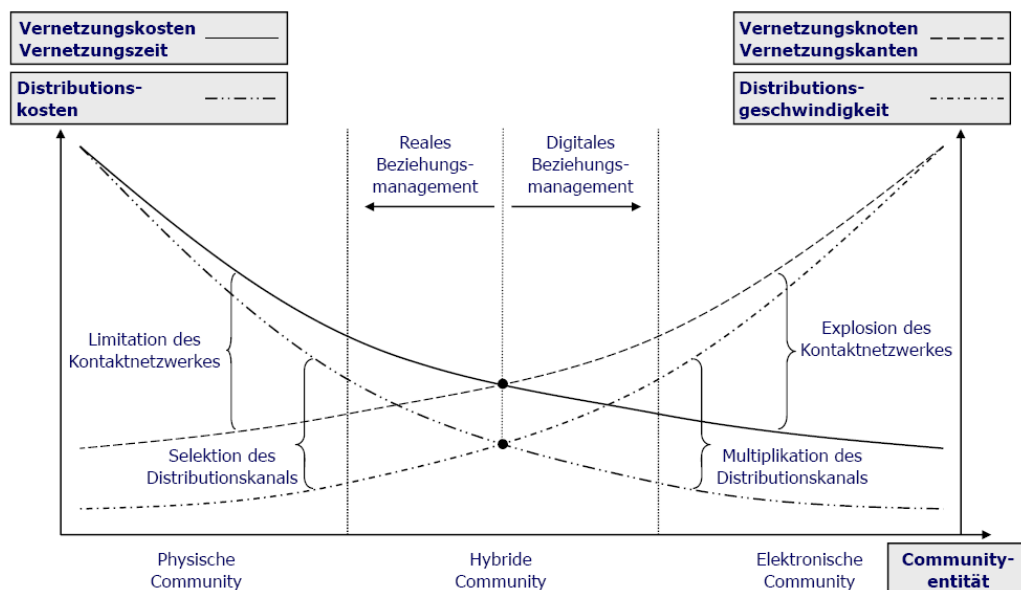 Vernetzungskosten
Vernetzungszeit
Distributions-
kosten
Vernetzungsknoten
Vernetzungskanten
Distributions-
geschwindigkeit
Reales
Beziehungs-
management
Digitales
Beziehungs-
management
Limitation des
Kontaktnetzwerkes
Explosion des
Kontaktnetzwerkes
Selektion des
Distributionskanals
Multiplikation des
Distributionskanals
Physische
Community
Hybride
Community
Elektronische
Community
Community-
entität